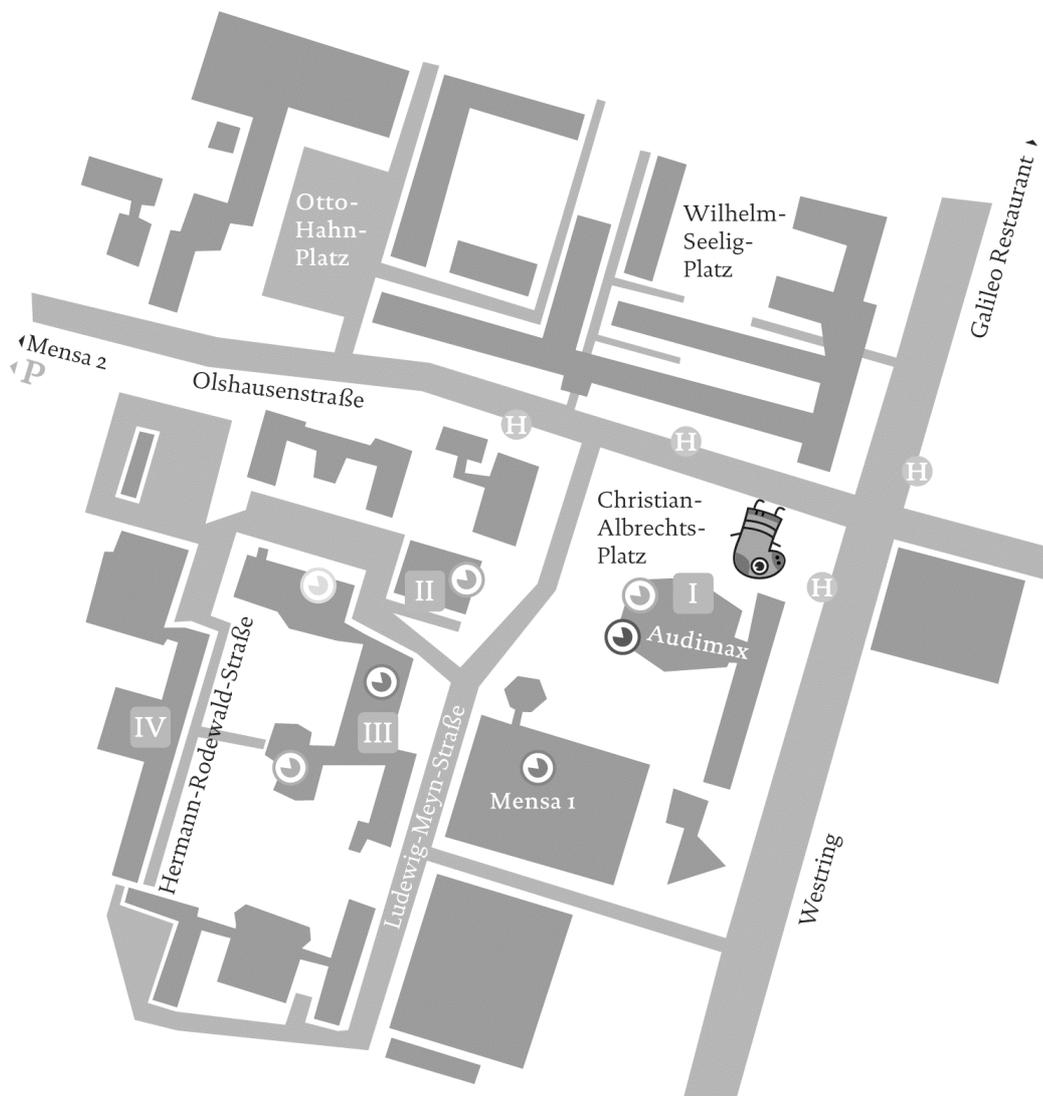 Otto-
Hahn-
Platz
Wilhelm-
Seelig-
Platz
Galileo Restaurant
Mensa 2
P
Olshausenstraße
H
H
H
Christian-
Albrechts-
Platz
H
I
II
Audimax
III
IV
Hermann-Rodewald-Straße
Ludewig-Meyn-Straße
Mensa 1
Westring